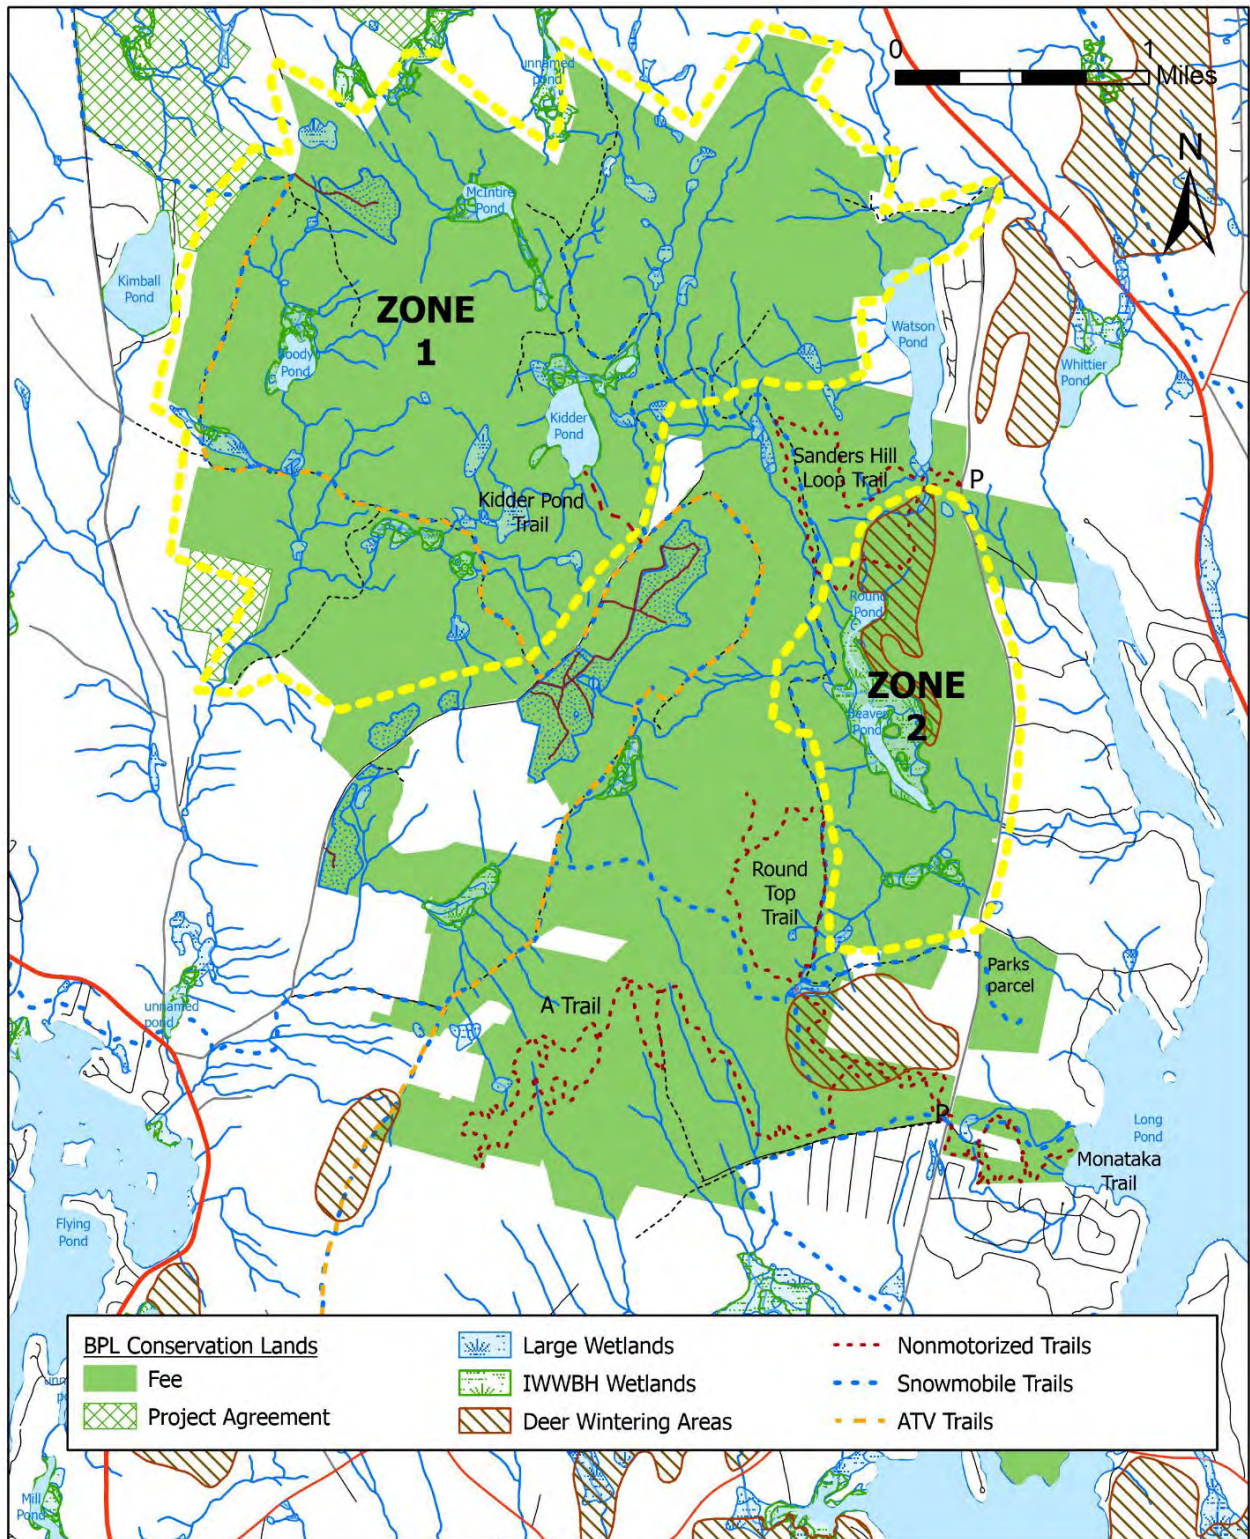 0 1
Miles
N
unnamed
pond
McIntire
Pond
Kimball
Pond
ZONE
1
Watson
Pond
Whittier
Pond
Pond
Kidder
Pond
Sanders Hill
Loop Trail
P
Kidder Pond
Trail
Round
Pond
ZONE
2
Beaver
Pond
Round
Top
Trail
Parks
parcel
A Trail
unnamed
pond
P
Long
Pond
Monataka
Trail
Flying
Pond
BPL Conservation Lands
Fee
Project Agreement
Large Wetlands
IWWBH Wetlands
Deer Wintering Areas
Nonmotorized Trails
Snowmobile Trails
ATV Trails
Mill
Pond